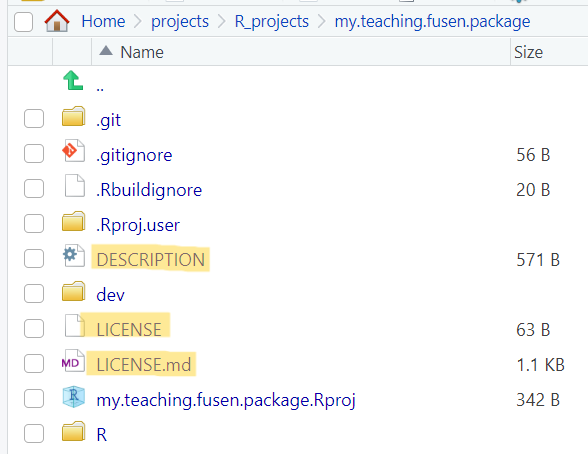 Home projects R_projects my.teaching.fusen.package
Name Size
..
.git
.gitignore 56 B
.Rbuildignore 20 B
.Rproj.user
DESCRIPTION 571 B
dev
LICENSE 63 B
MD LICENSE.md 1.1 KB
R my.teaching.fusen.package.Rproj 342 B
R